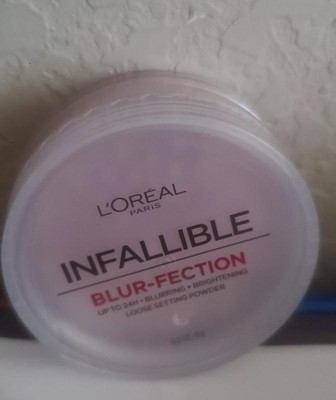 L'ORÉAL
PARIS
INFALLIBLE
BLUR-FECTION
UP TO 24H • BLURRING • BRIGHTENING
LOOSE SETTING POWDER